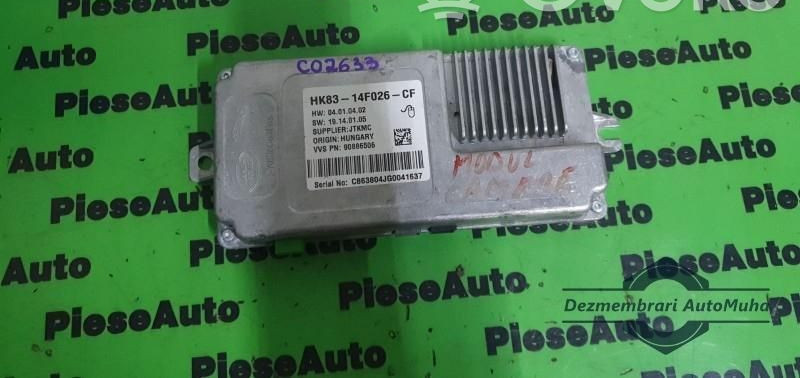 PieseAuto
PieseAuto
PieseAuto
PieseAuto
PieseAuto
CO2633
HK83-14F026-CF
HW: 04.01.04.02
SW: 19.14.01.05
SUPPLIER:JTKMC
ORIGIN: HUNGARY
VVS PN: 90886506
Serial No: C863804JG0041637
MODUL
Auto
PieseAuto
PieseAuto
Auto
PieseAuto
PieseAuto
PieseAuto
PieseAuto
Dezmembrari AutoMuha